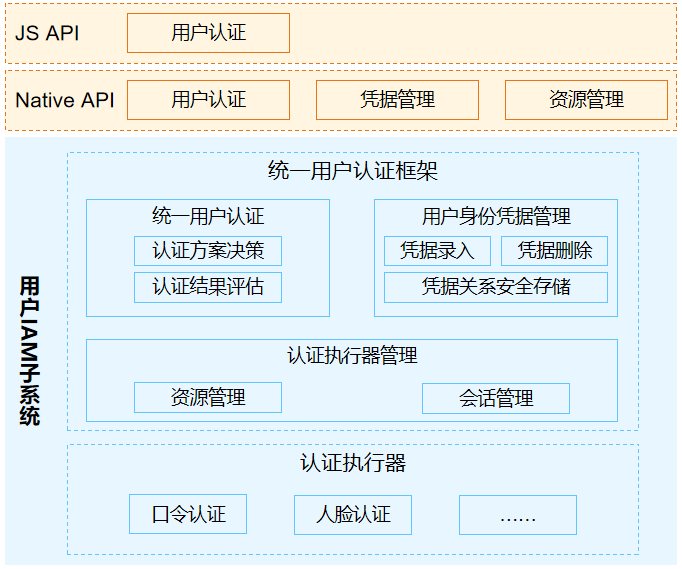 JS API
用户认证
Native API
用户认证
凭据管理
资源管理
用户IAM子系统
统一用户认证框架
统一用户认证
认证方案决策
认证结果评估
用户身份凭据管理
凭据录入
凭据删除
凭据关系安全存储
认证执行器管理
资源管理
会话管理
认证执行器
口令认证
人脸认证
……